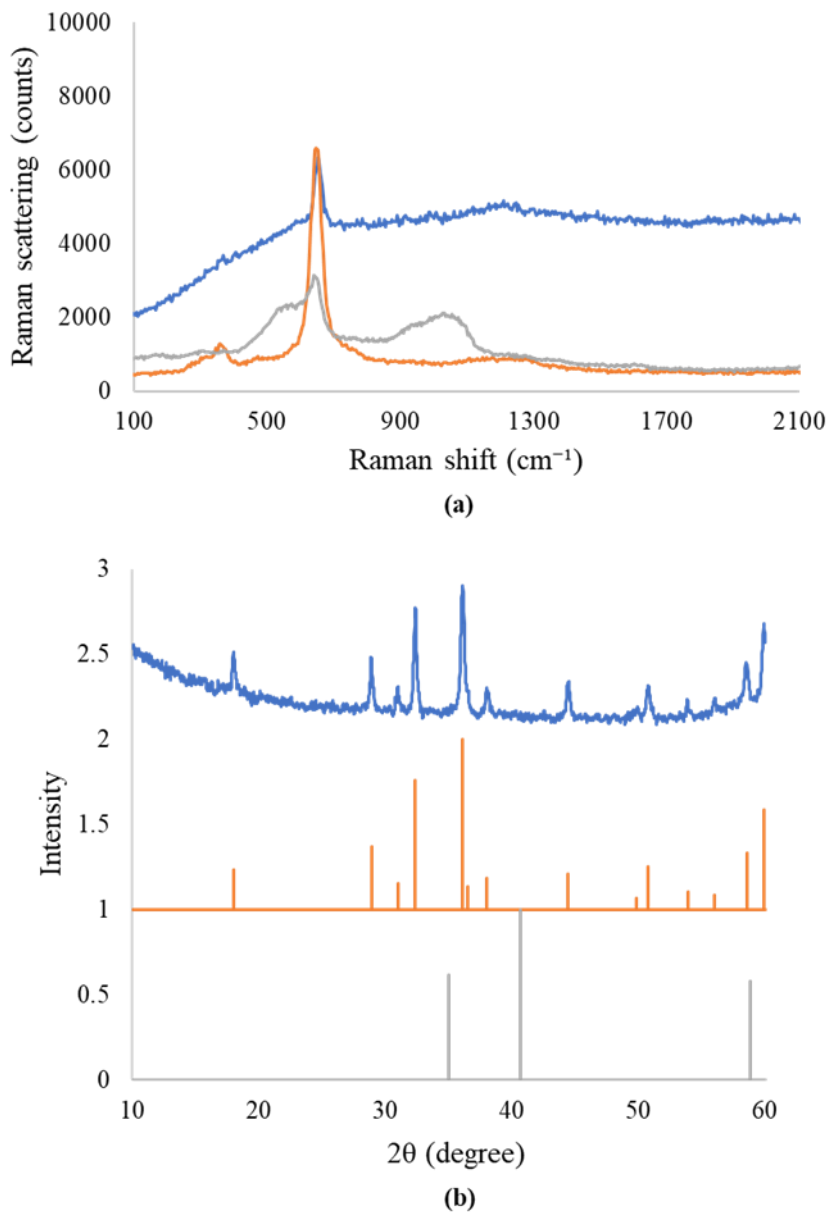 10000
8000
6000
4000
2000
0
Raman scattering (counts)
100 500 900 1300 1700 2100
Raman shift (cm⁻¹)
(a)
3
2.5
2
1.5
1
0.5
0
Intensity
10 20 30 40 50 60
2θ (degree)
(b)